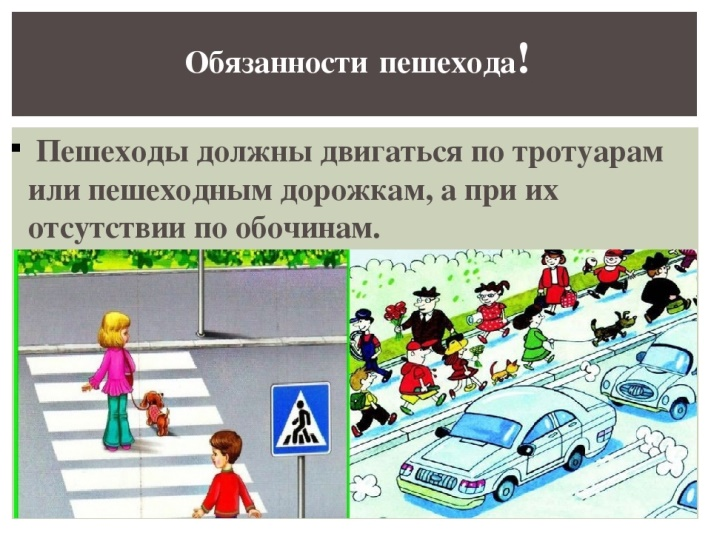 Обязанности пешехода!
Пешеходы должны двигаться по тротуарам
или пешеходным дорожкам, а при их
отсутствии по обочинам.